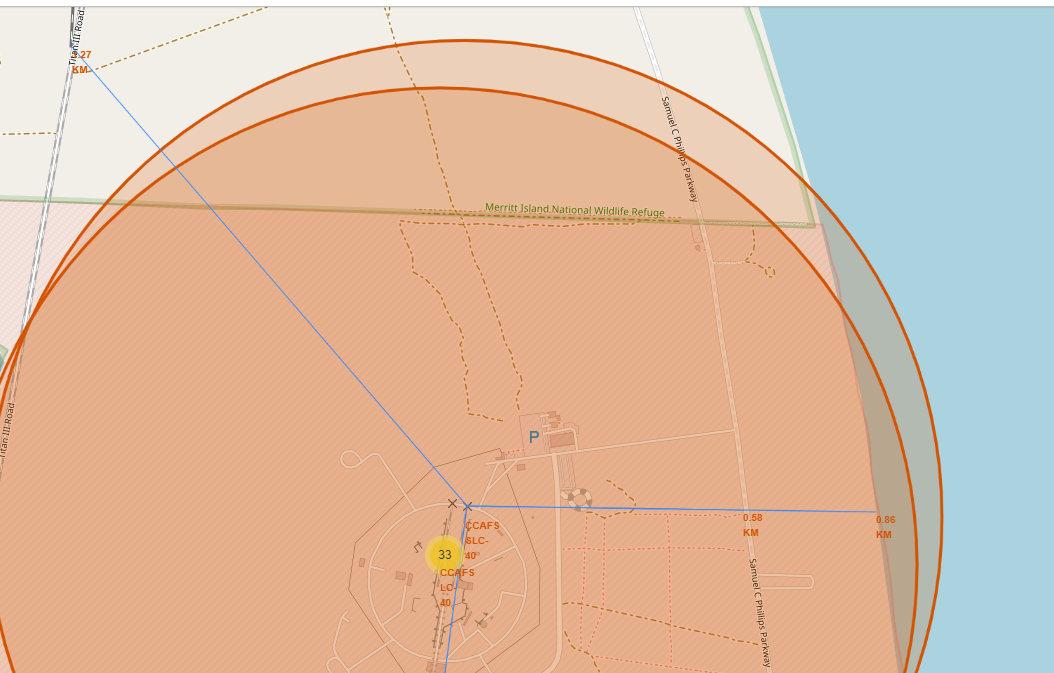 Titan III Road
.27
KM
Samuel C Phillips Parkway
Merritt Island National Wildlife Refuge
Titan III Road
P
CCAFS
SLC-
40
33
CCAFS
LC-
40
0.58
KM
0.86
KM
Samuel C Phillips Parkway